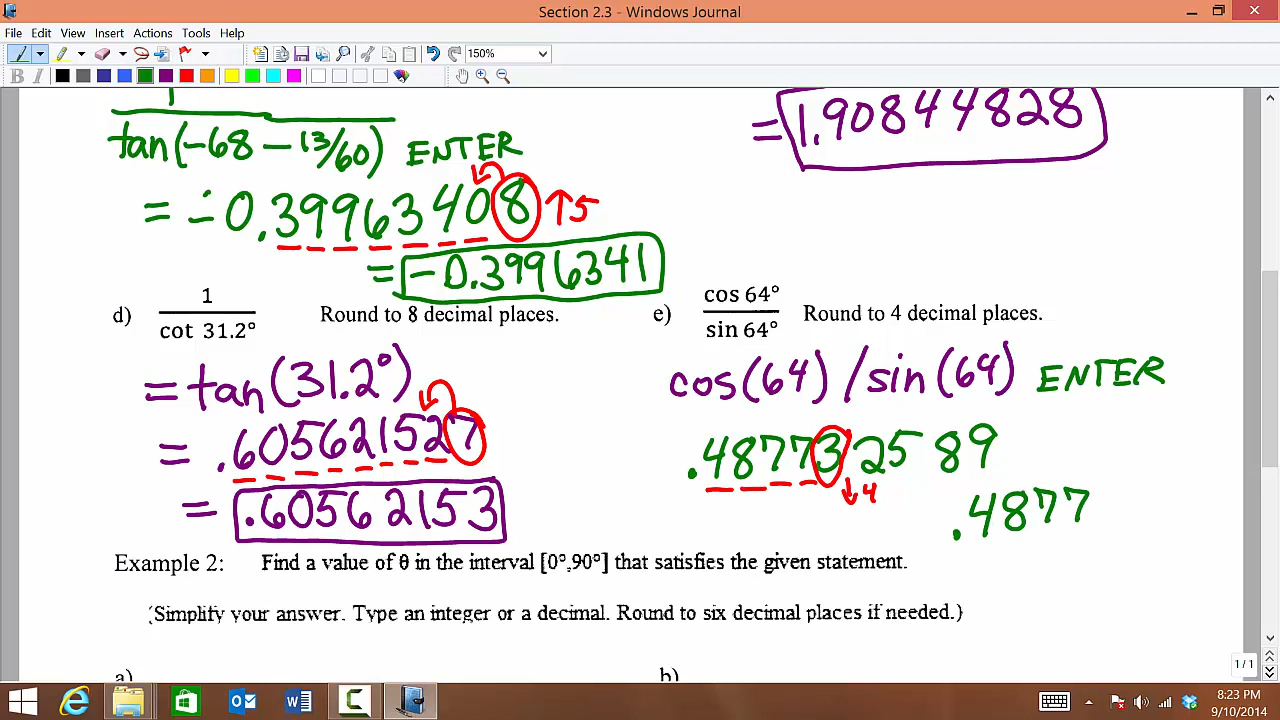 Section 2.3 - Windows Journal
File Edit View Insert Actions Tools Help
150%
B I
1
tan(-68 - 13/60) ENTER
= -0.39963408 ↑5
= -0.3996341
= 1.90844828
d) 1 / cot 31.2° Round to 8 decimal places.
= tan(31.2°)
= .605621527
= .60562153
e) cos 64° / sin 64° Round to 4 decimal places.
cos(64) / sin(64) ENTER
.487732589 ↓4
.4877
Example 2: Find a value of θ in the interval [0°,90°] that satisfies the given statement.
(Simplify your answer. Type an integer or a decimal. Round to six decimal places if needed.)
a) b)
1/1
8:23 PM
9/10/2014